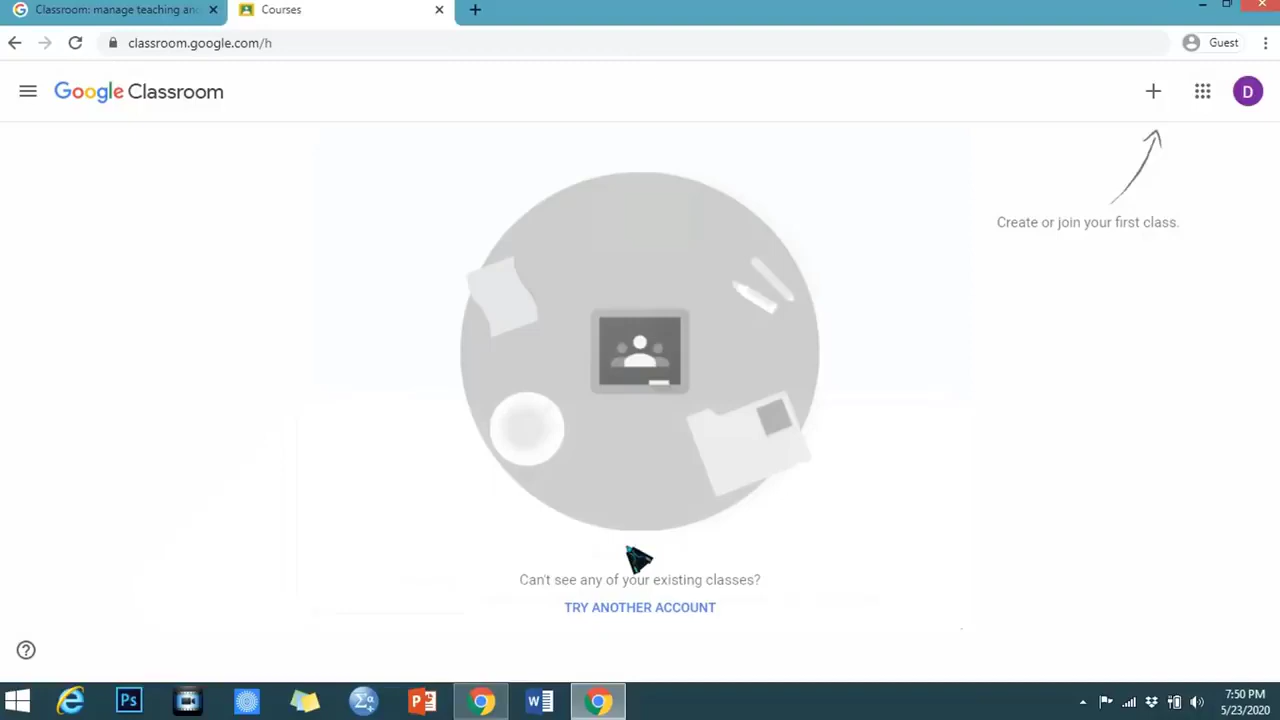 Classroom: manage teaching and
Courses
classroom.google.com/h
Guest
Google Classroom
D
Create or join your first class.
Can't see any of your existing classes?
TRY ANOTHER ACCOUNT
7:50 PM
5/23/2020